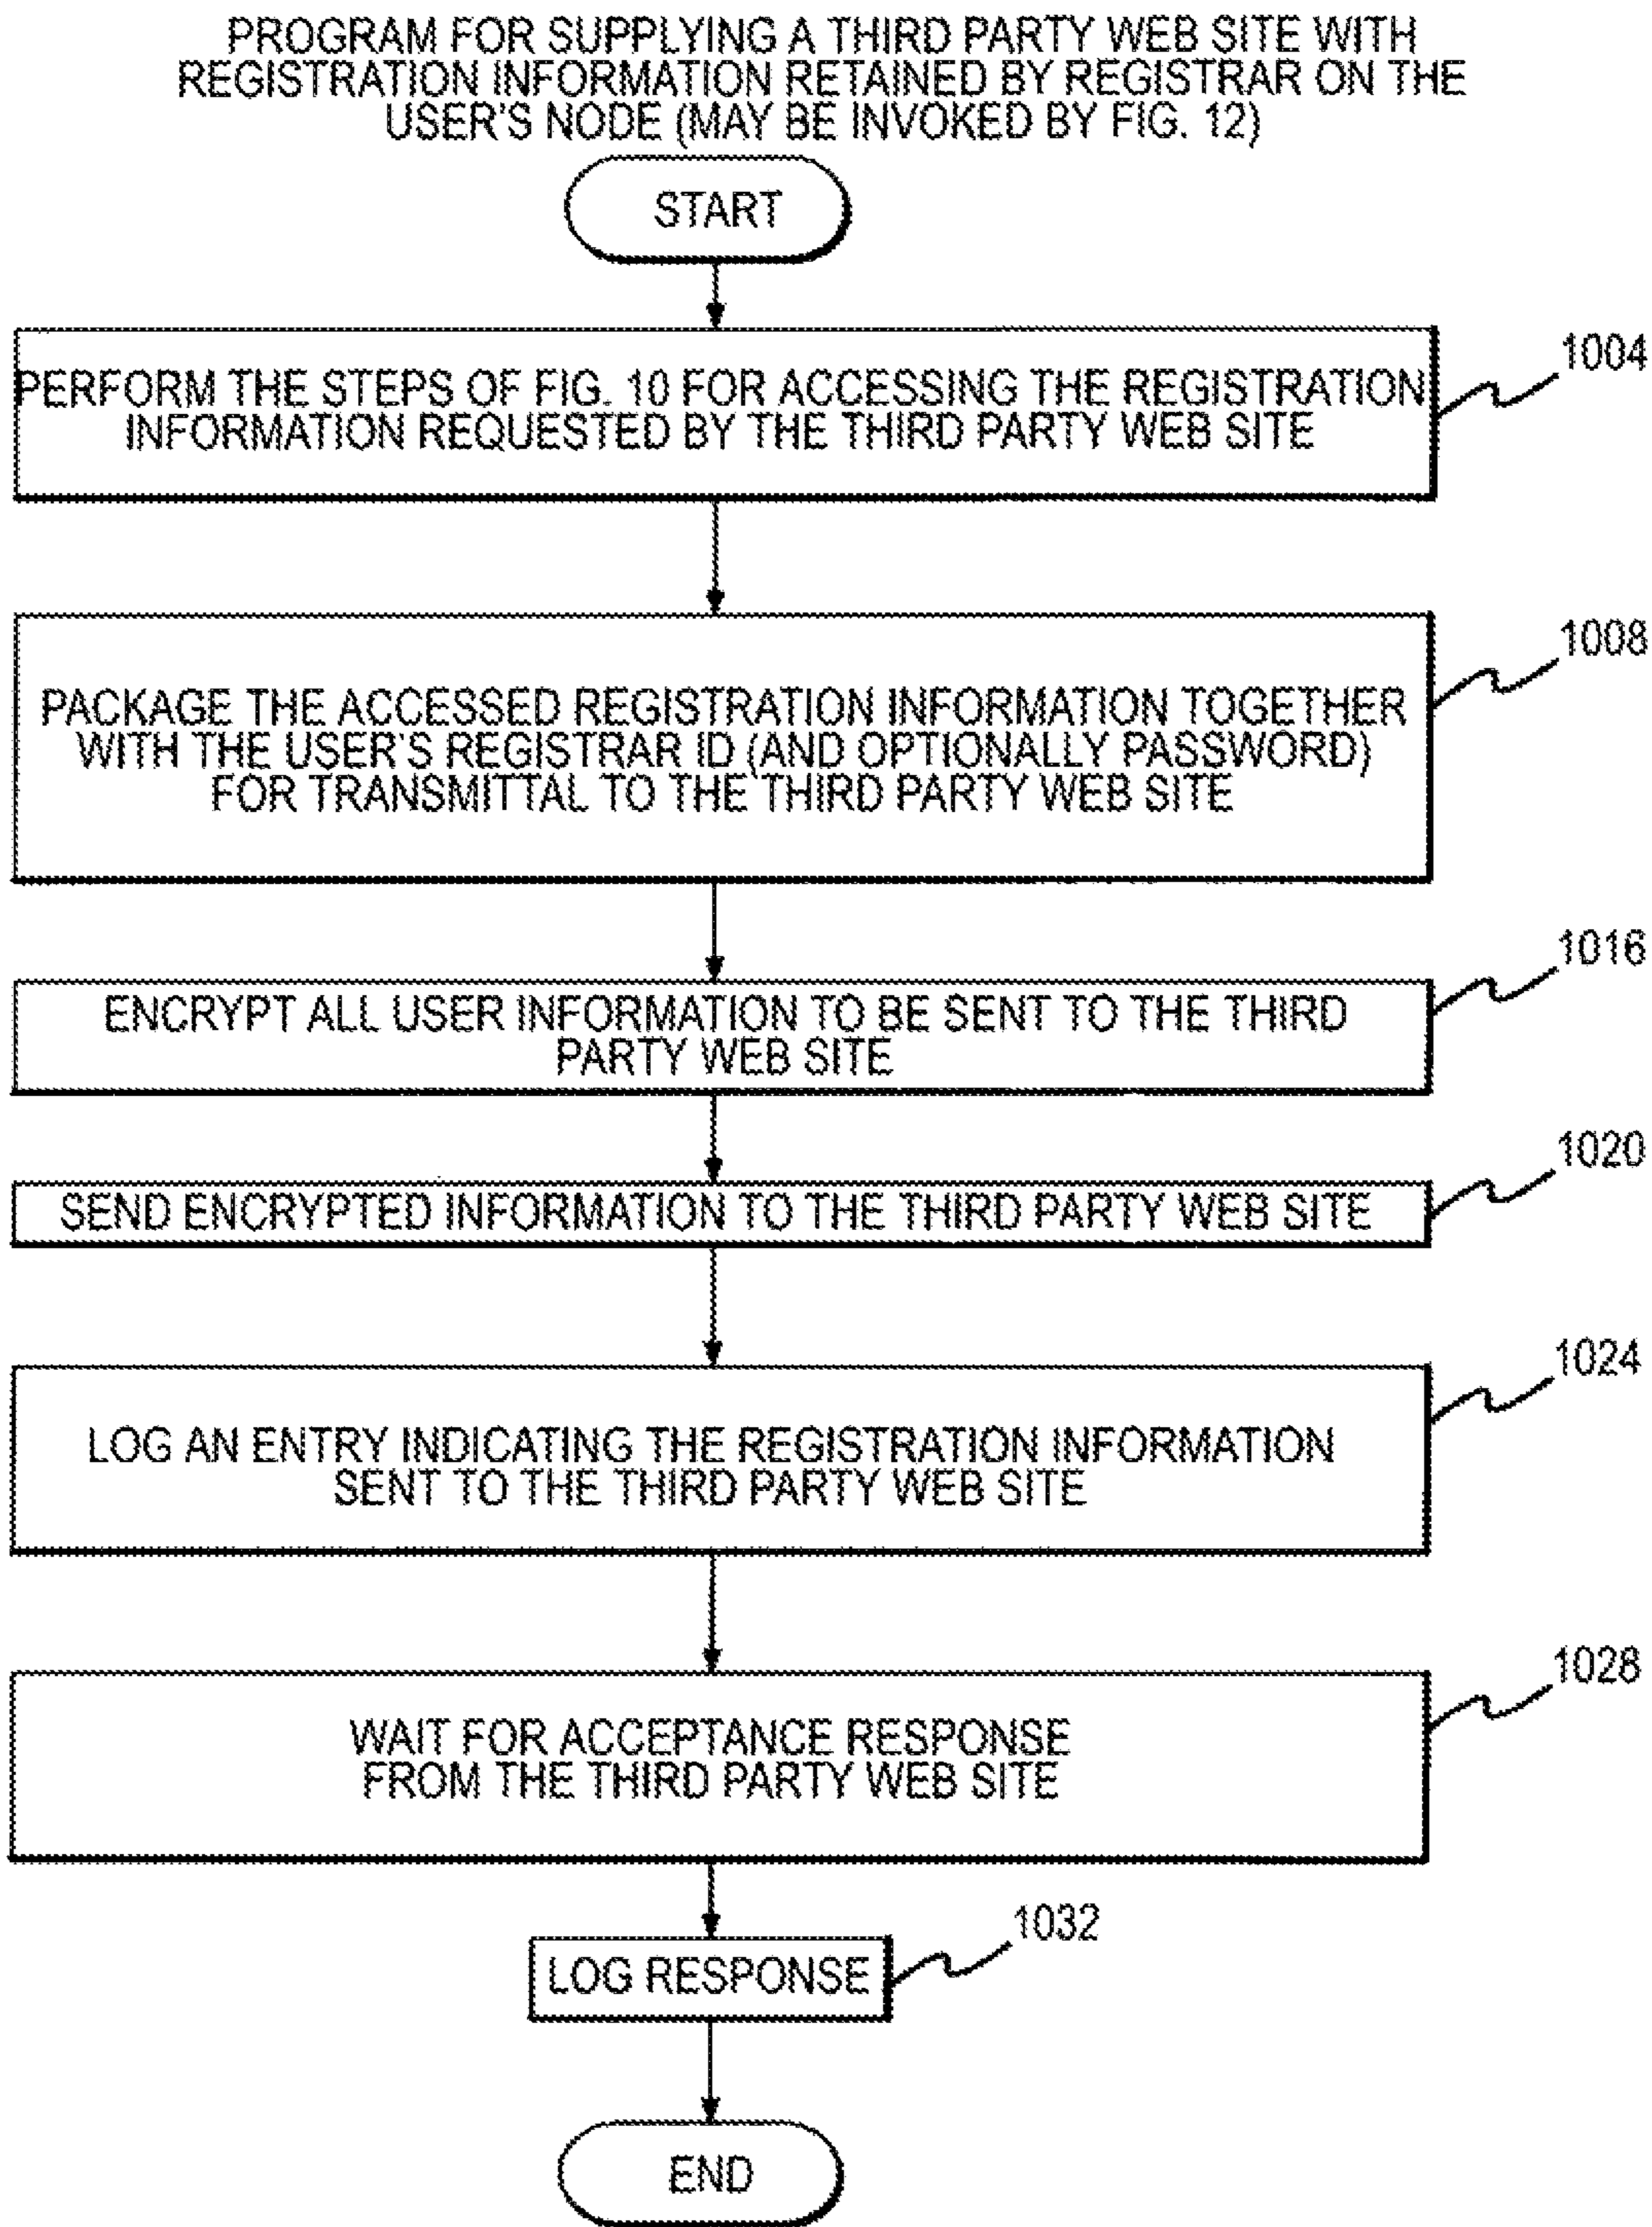 PROGRAM FOR SUPPLYING A THIRD PARTY WEB SITE WITH
REGISTRATION INFORMATION RETAINED BY REGISTRAR ON THE
USER'S NODE (MAY BE INVOKED BY FIG. 12)
START
1004
PERFORM THE STEPS OF FIG. 10 FOR ACCESSING THE REGISTRATION
INFORMATION REQUESTED BY THE THIRD PARTY WEB SITE
1008
PACKAGE THE ACCESSED REGISTRATION INFORMATION TOGETHER
WITH THE USER'S REGISTRAR ID (AND OPTIONALLY PASSWORD)
FOR TRANSMITTAL TO THE THIRD PARTY WEB SITE
1016
ENCRYPT ALL USER INFORMATION TO BE SENT TO THE THIRD
PARTY WEB SITE
1020
SEND ENCRYPTED INFORMATION TO THE THIRD PARTY WEB SITE
1024
LOG AN ENTRY INDICATING THE REGISTRATION INFORMATION
SENT TO THE THIRD PARTY WEB SITE
1028
WAIT FOR ACCEPTANCE RESPONSE
FROM THE THIRD PARTY WEB SITE
1032
LOG RESPONSE
END